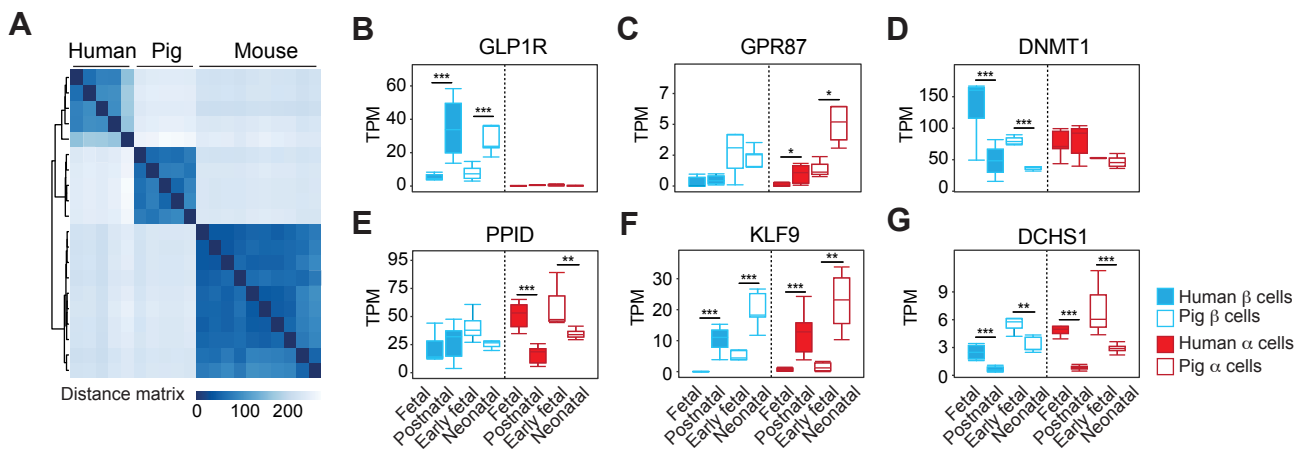 A
Human Pig Mouse
Distance matrix
0 100 200
B
GLP1R
TPM
60
40
20
0
***
***
C
GPR87
TPM
7
5
2
0
*
*
D
DNMT1
TPM
150
100
50
0
***
***
E
PPID
TPM
95
75
50
25
0
***
**
Fetal
Postnatal
Early fetal
Neonatal
Fetal
Postnatal
Early fetal
Neonatal
F
KLF9
TPM
30
20
10
0
***
***
***
**
Fetal
Postnatal
Early fetal
Neonatal
Fetal
Postnatal
Early fetal
Neonatal
G
DCHS1
TPM
9
6
3
0
***
**
***
***
Fetal
Postnatal
Early fetal
Neonatal
Fetal
Postnatal
Early fetal
Neonatal
Human β cells
Pig β cells
Human α cells
Pig α cells